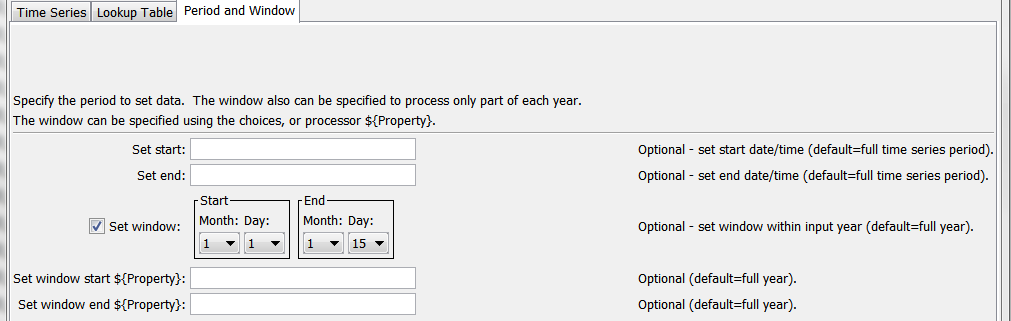 Time Series Lookup Table Period and Window
Specify the period to set data. The window also can be specified to process only part of each year.
The window can be specified using the choices, or processor ${Property}.
Set start: Optional - set start date/time (default=full time series period).
Set end: Optional - set end date/time (default=full time series period).
Start End
Month: Day: Month: Day:
Set window: 1 1 1 15 Optional - set window within input year (default=full year).
Set window start ${Property}: Optional (default=full year).
Set window end ${Property}: Optional (default=full year).